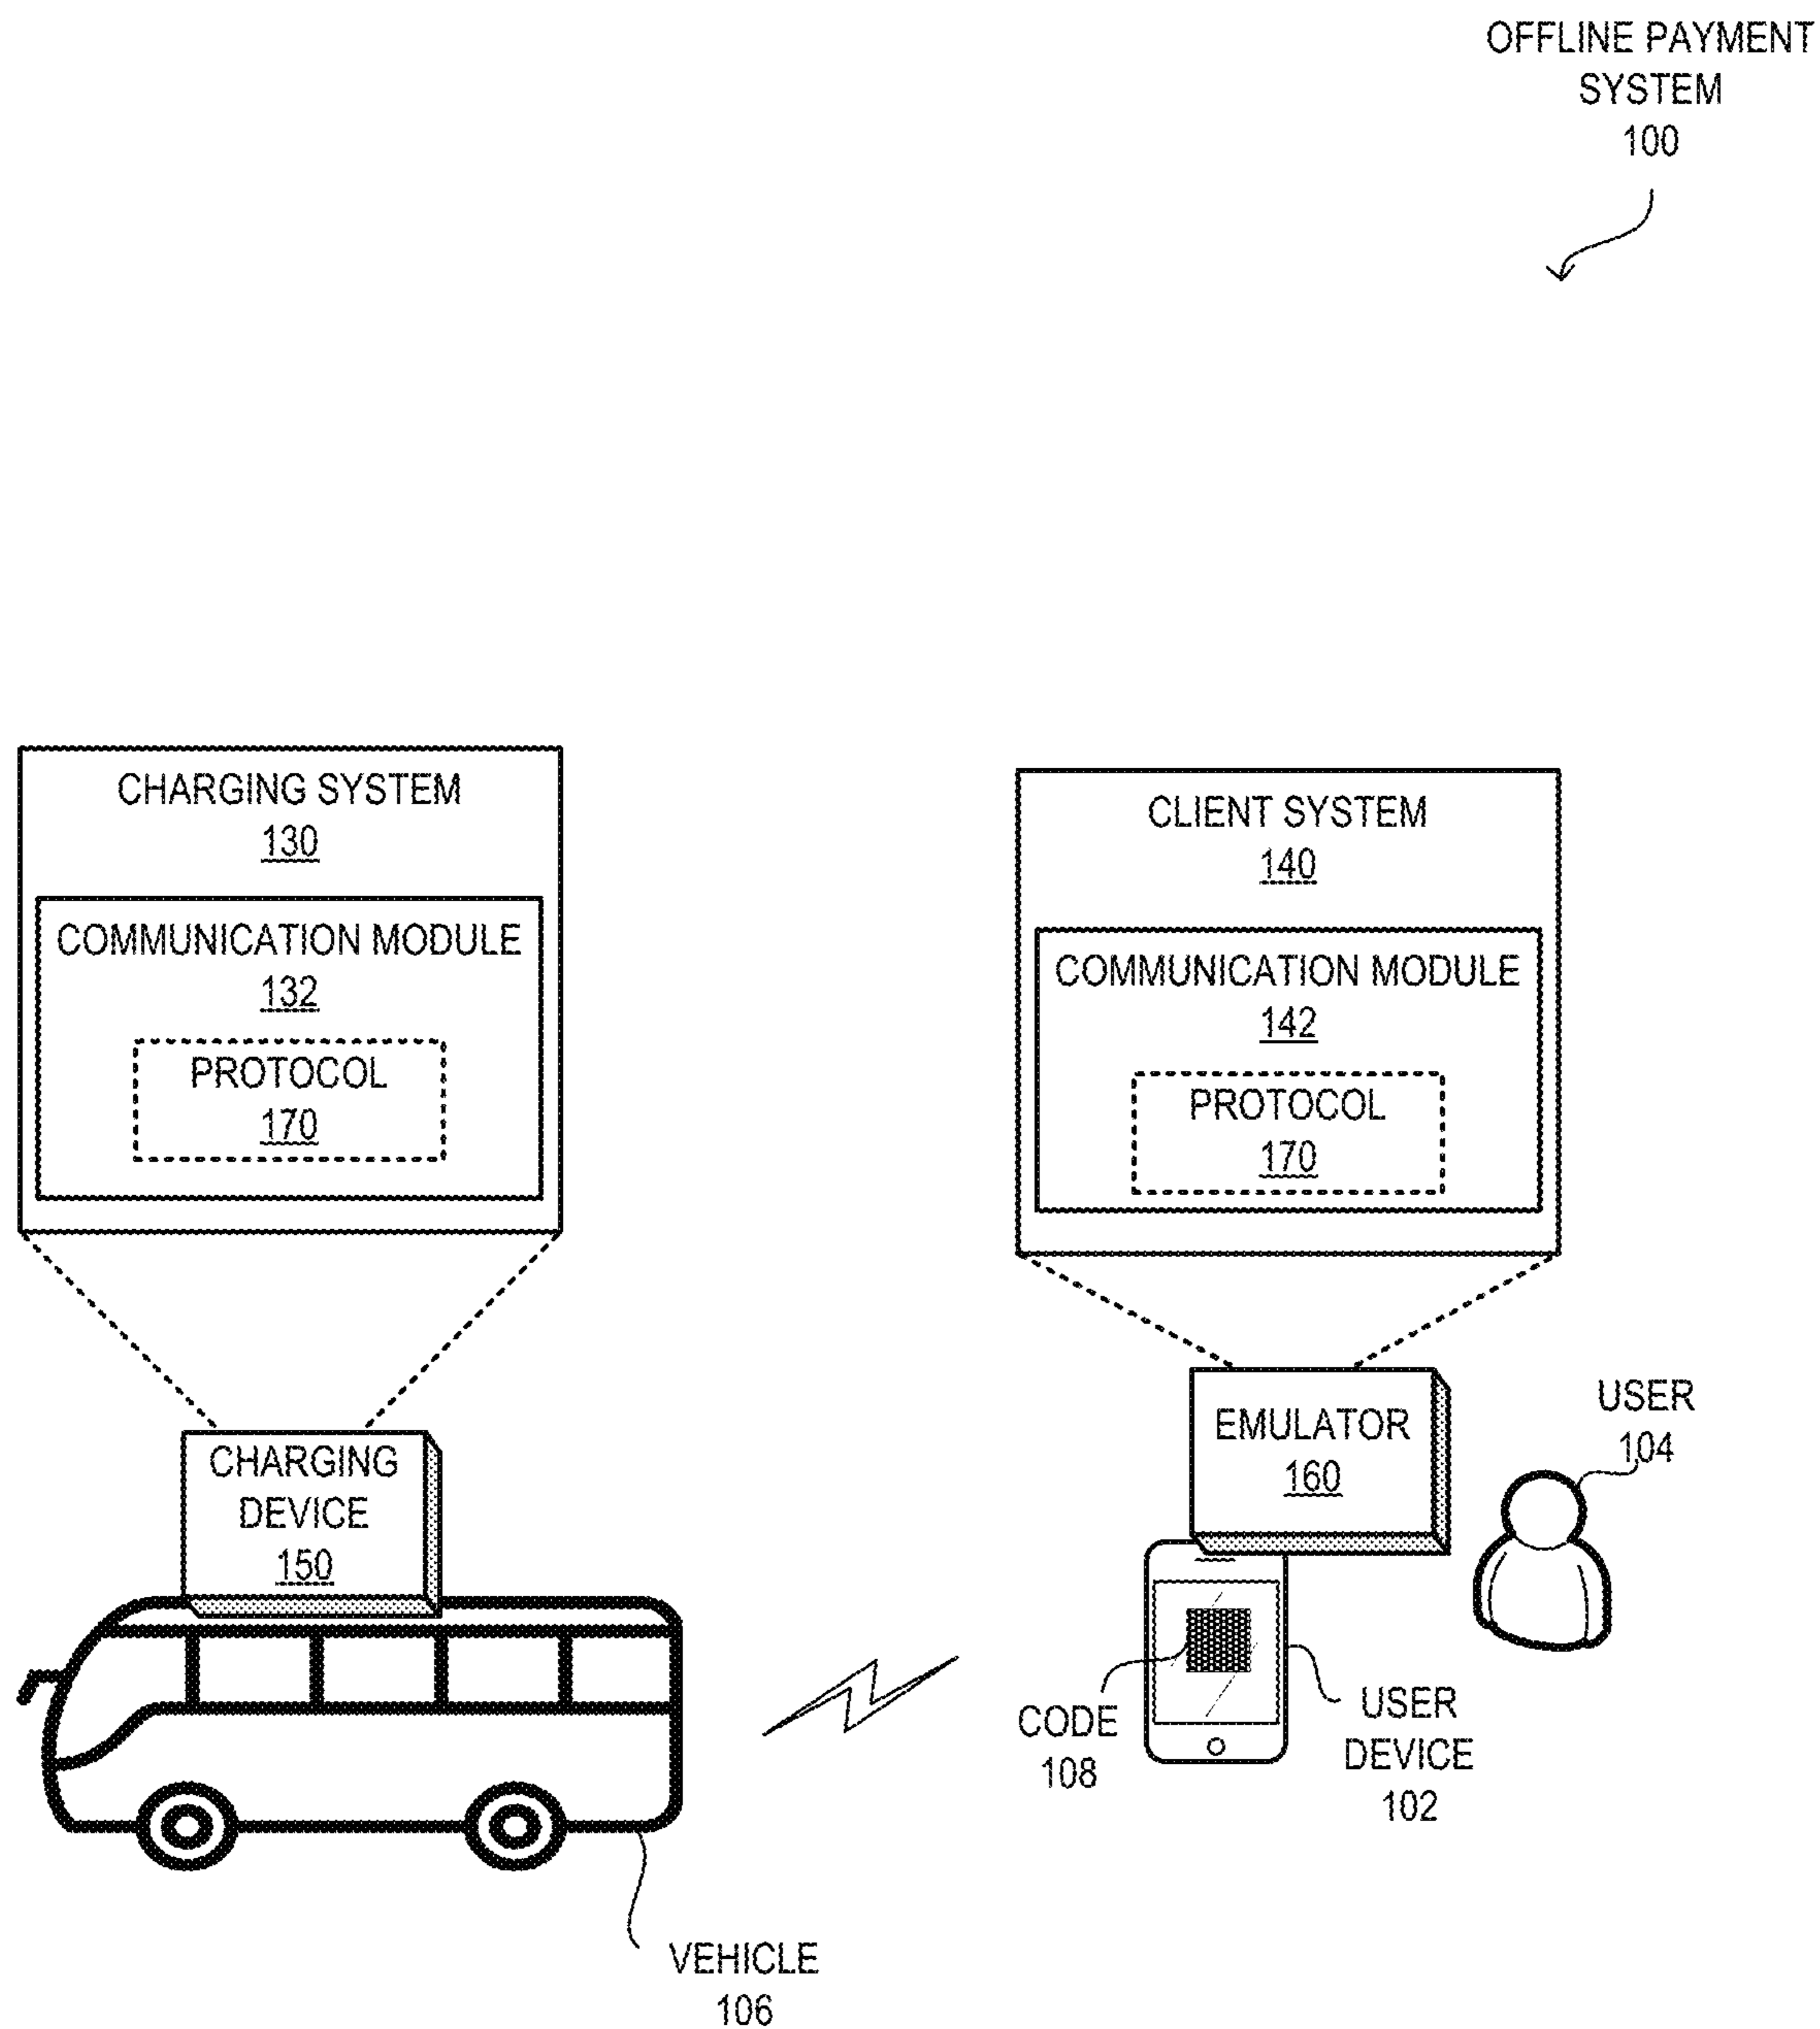 OFFLINE PAYMENT
SYSTEM
100
CHARGING SYSTEM
130
COMMUNICATION MODULE
132
PROTOCOL
170
CLIENT SYSTEM
140
COMMUNICATION MODULE
142
PROTOCOL
170
CHARGING
DEVICE
150
EMULATOR
160
USER
104
CODE
108
USER
DEVICE
102
VEHICLE
106